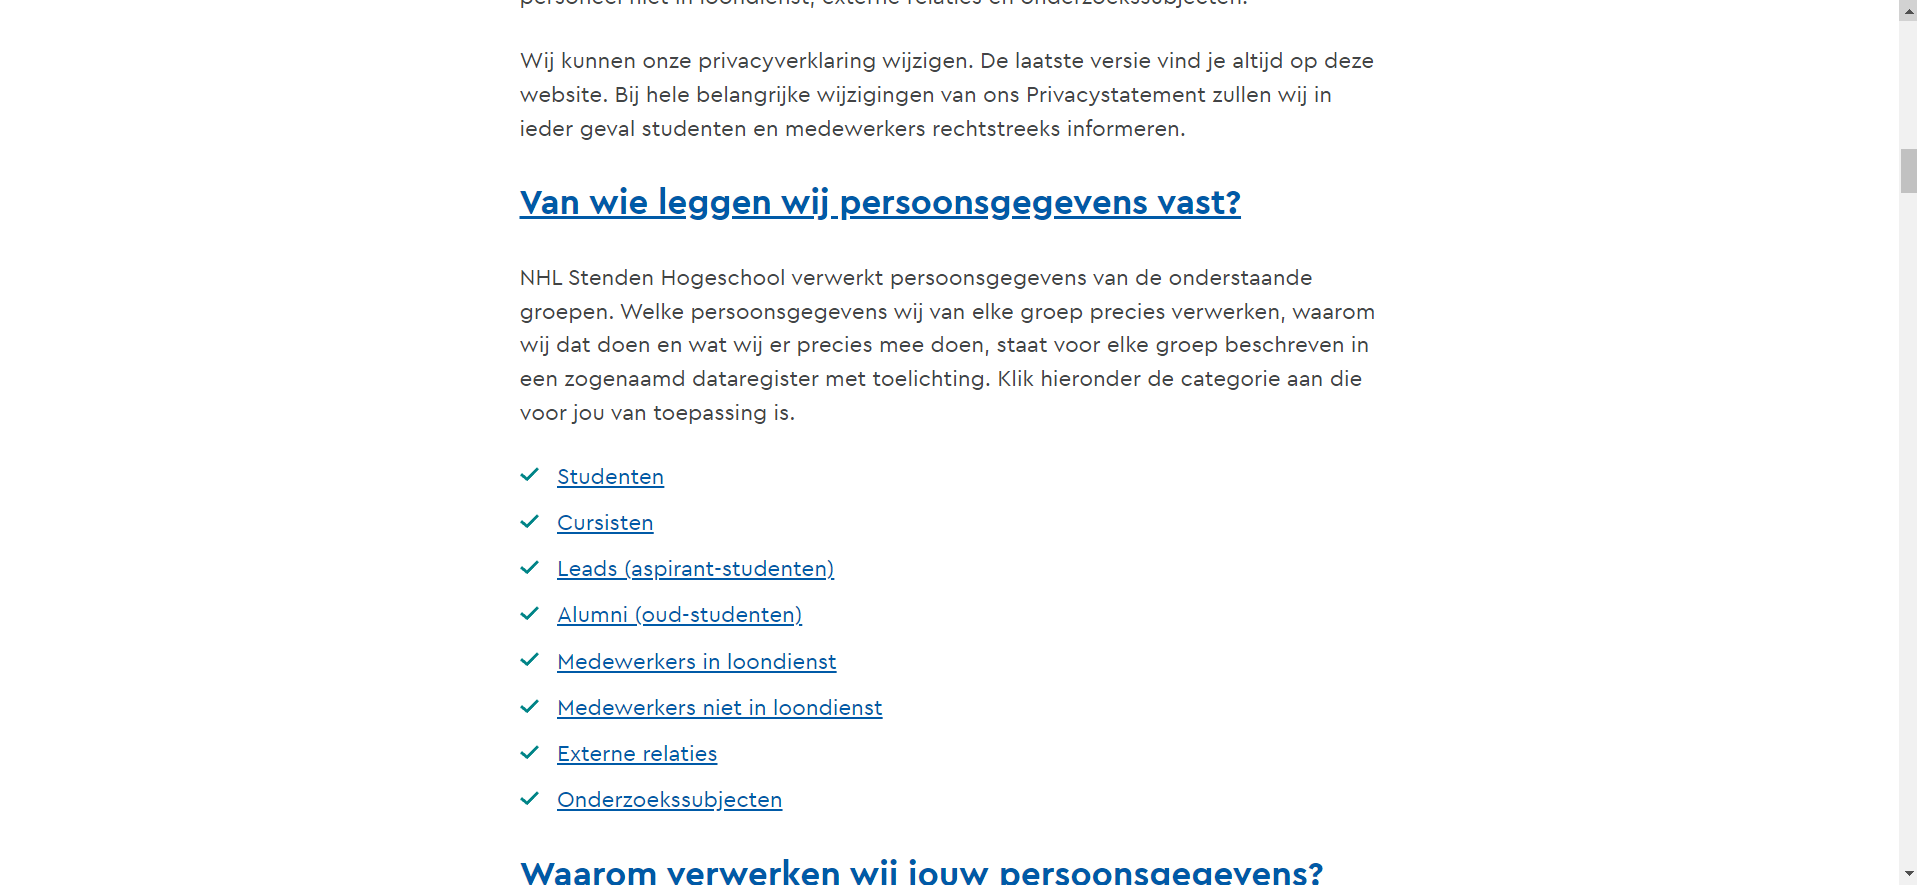 personeel niet in loondienst, externe relaties en onderzoekssubjecten.
Wij kunnen onze privacyverklaring wijzigen. De laatste versie vind je altijd op deze
website. Bij hele belangrijke wijzigingen van ons Privacystatement zullen wij in
ieder geval studenten en medewerkers rechtstreeks informeren.
Van wie leggen wij persoonsgegevens vast?
NHL Stenden Hogeschool verwerkt persoonsgegevens van de onderstaande
groepen. Welke persoonsgegevens wij van elke groep precies verwerken, waarom
wij dat doen en wat wij er precies mee doen, staat voor elke groep beschreven in
een zogenaamd dataregister met toelichting. Klik hieronder de categorie aan die
voor jou van toepassing is.
Studenten
Cursisten
Leads (aspirant-studenten)
Alumni (oud-studenten)
Medewerkers in loondienst
Medewerkers niet in loondienst
Externe relaties
Onderzoekssubjecten
Waarom verwerken wij jouw persoonsgegevens?